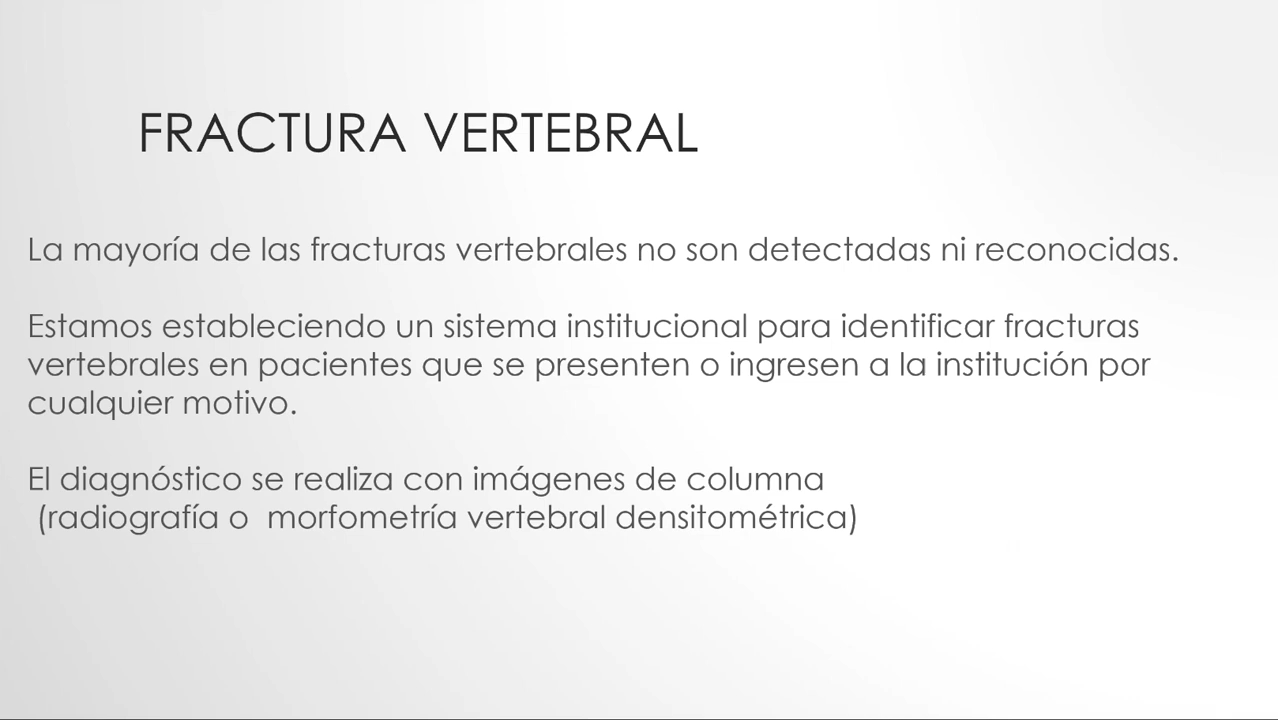 FRACTURA VERTEBRAL
La mayoría de las fracturas vertebrales no son detectadas ni reconocidas.
Estamos estableciendo un sistema institucional para identificar fracturas
vertebrales en pacientes que se presenten o ingresen a la institución por
cualquier motivo.
El diagnóstico se realiza con imágenes de columna
(radiografía o  morfometría vertebral densitométrica)